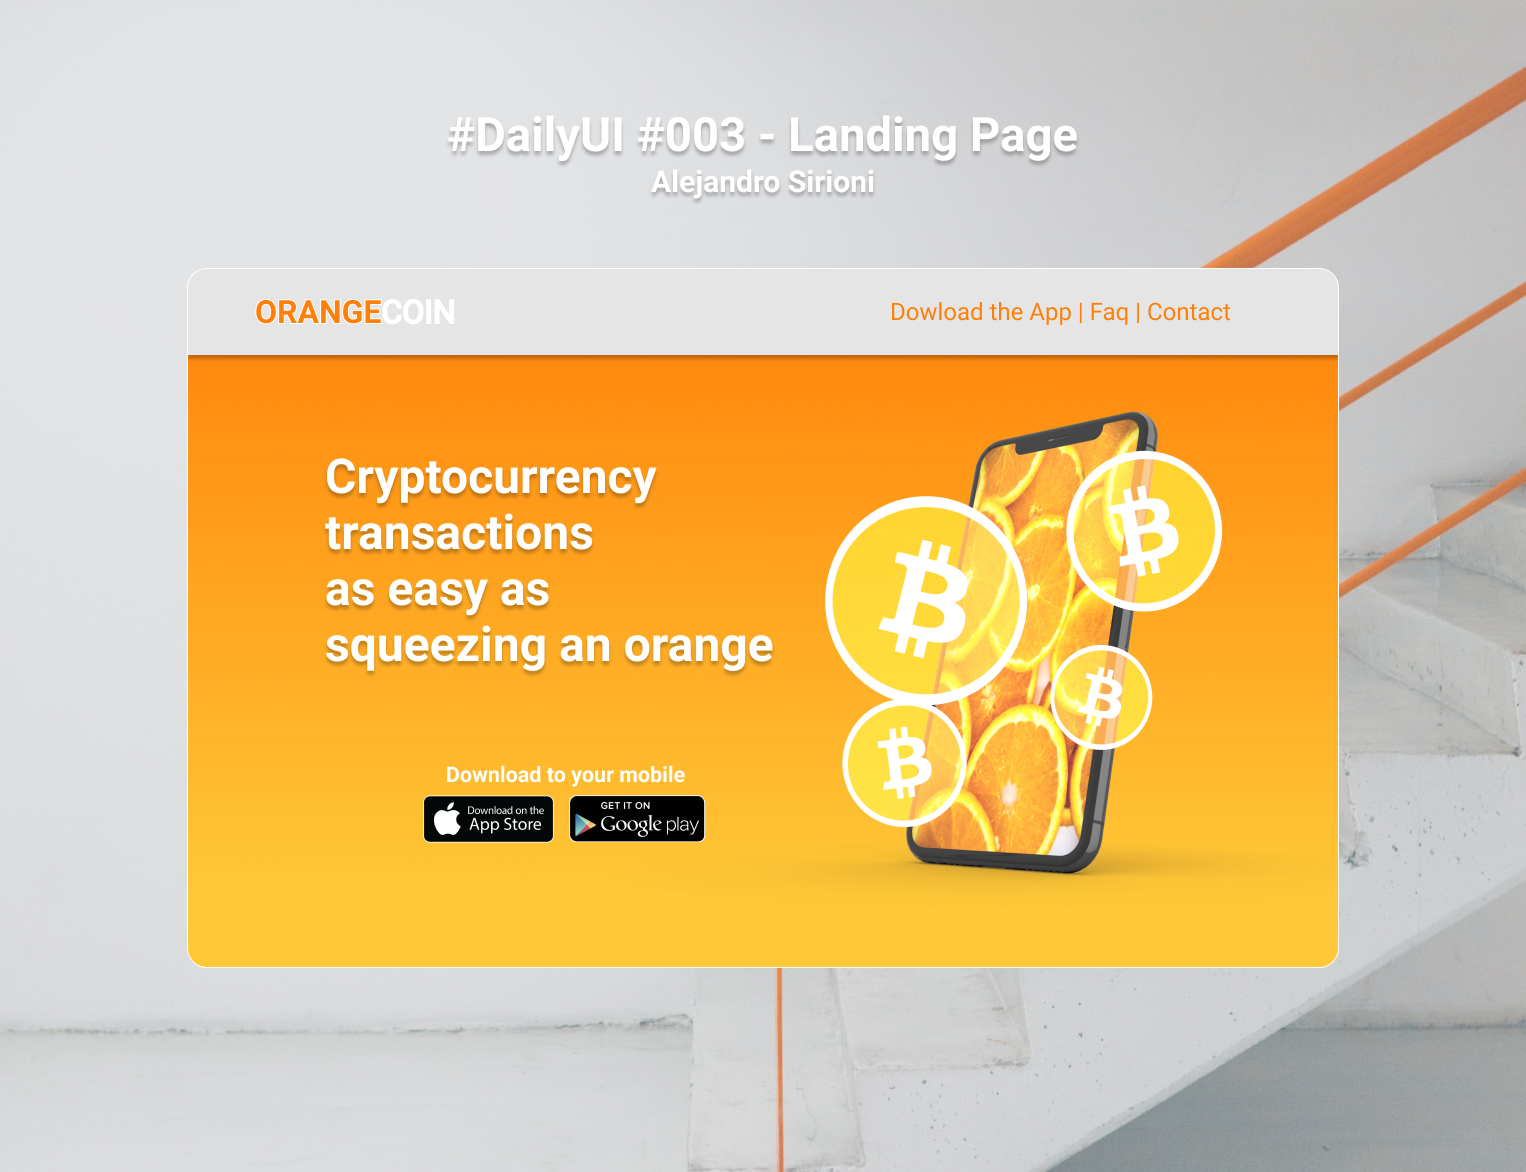 #DailyUI #003 - Landing Page
Alejandro Sirioni
ORANGECOIN
Dowload the App | Faq | Contact
Cryptocurrency
transactions
as easy as
squeezing an orange
Download to your mobile
Download on the
App Store
GET IT ON
Google play